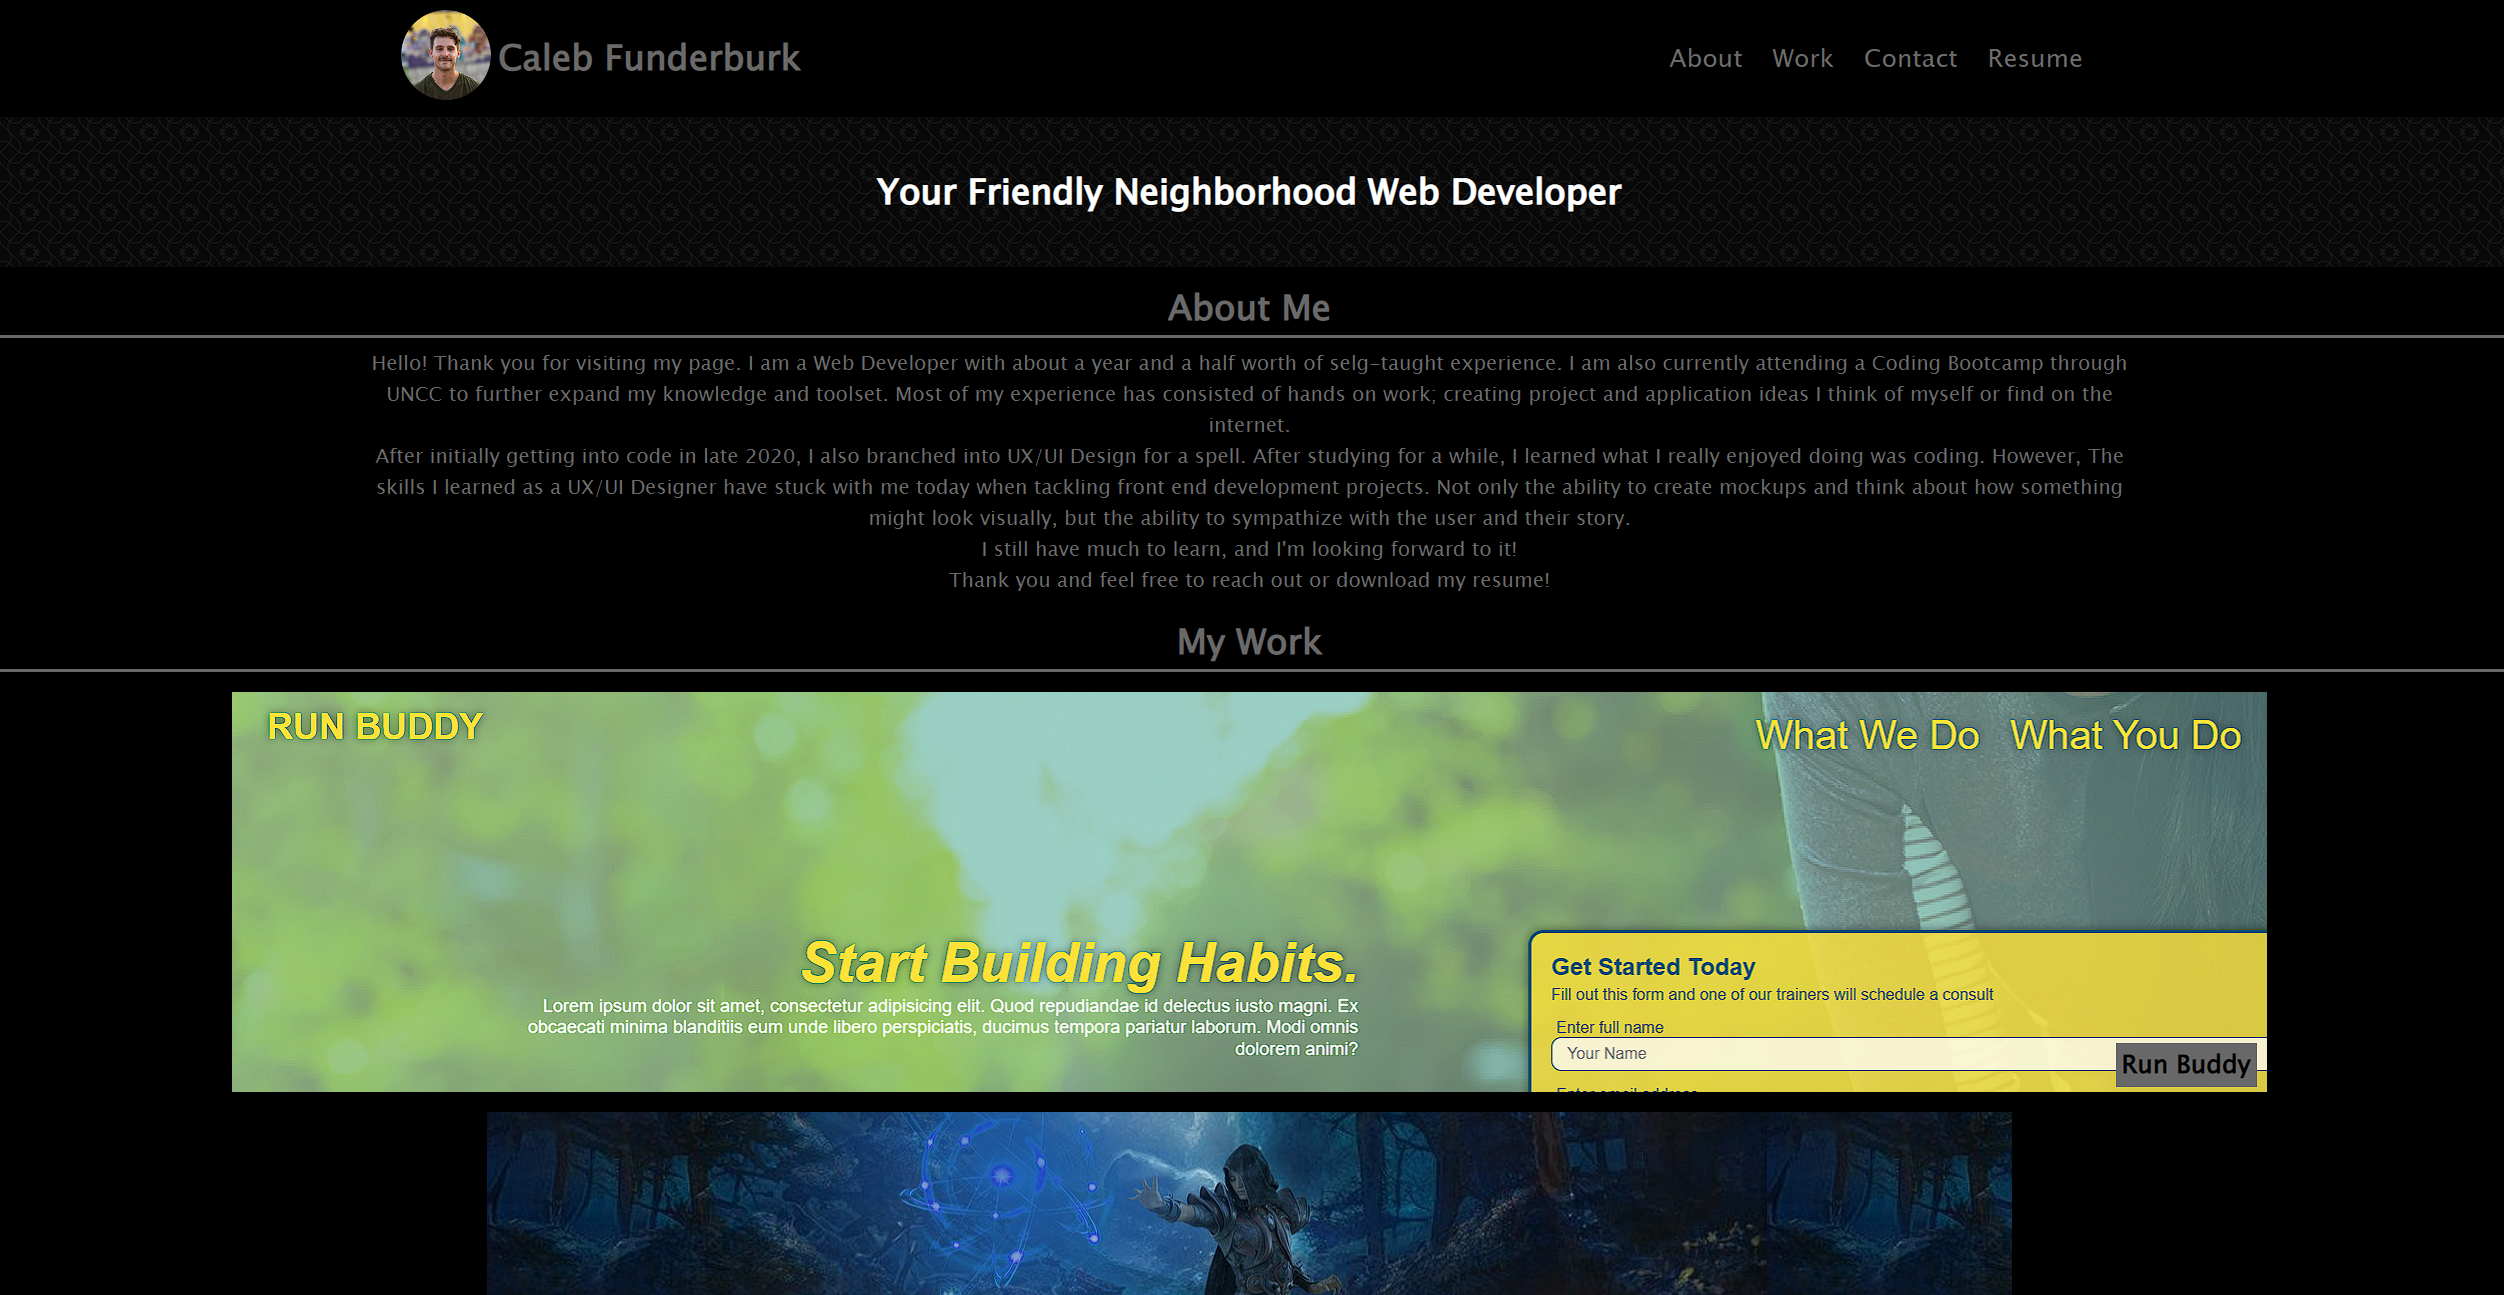 Caleb Funderburk
About Work Contact Resume
Your Friendly Neighborhood Web Developer
About Me
Hello! Thank you for visiting my page. I am a Web Developer with about a year and a half worth of selg-taught experience. I am also currently attending a Coding Bootcamp through
UNCC to further expand my knowledge and toolset. Most of my experience has consisted of hands on work; creating project and application ideas I think of myself or find on the
internet.
After initially getting into code in late 2020, I also branched into UX/UI Design for a spell. After studying for a while, I learned what I really enjoyed doing was coding. However, The
skills I learned as a UX/UI Designer have stuck with me today when tackling front end development projects. Not only the ability to create mockups and think about how something
might look visually, but the ability to sympathize with the user and their story.
I still have much to learn, and I'm looking forward to it!
Thank you and feel free to reach out or download my resume!
My Work
RUN BUDDY
What We Do What You Do
Start Building Habits.
Lorem ipsum dolor sit amet, consectetur adipisicing elit. Quod repudiandae id delectus iusto magni. Ex
obcaecati minima blanditiis eum unde libero perspiciatis, ducimus tempora pariatur laborum. Modi omnis
dolorem animi?
Get Started Today
Fill out this form and one of our trainers will schedule a consult
Enter full name
Your Name
Run Buddy
Enter email address